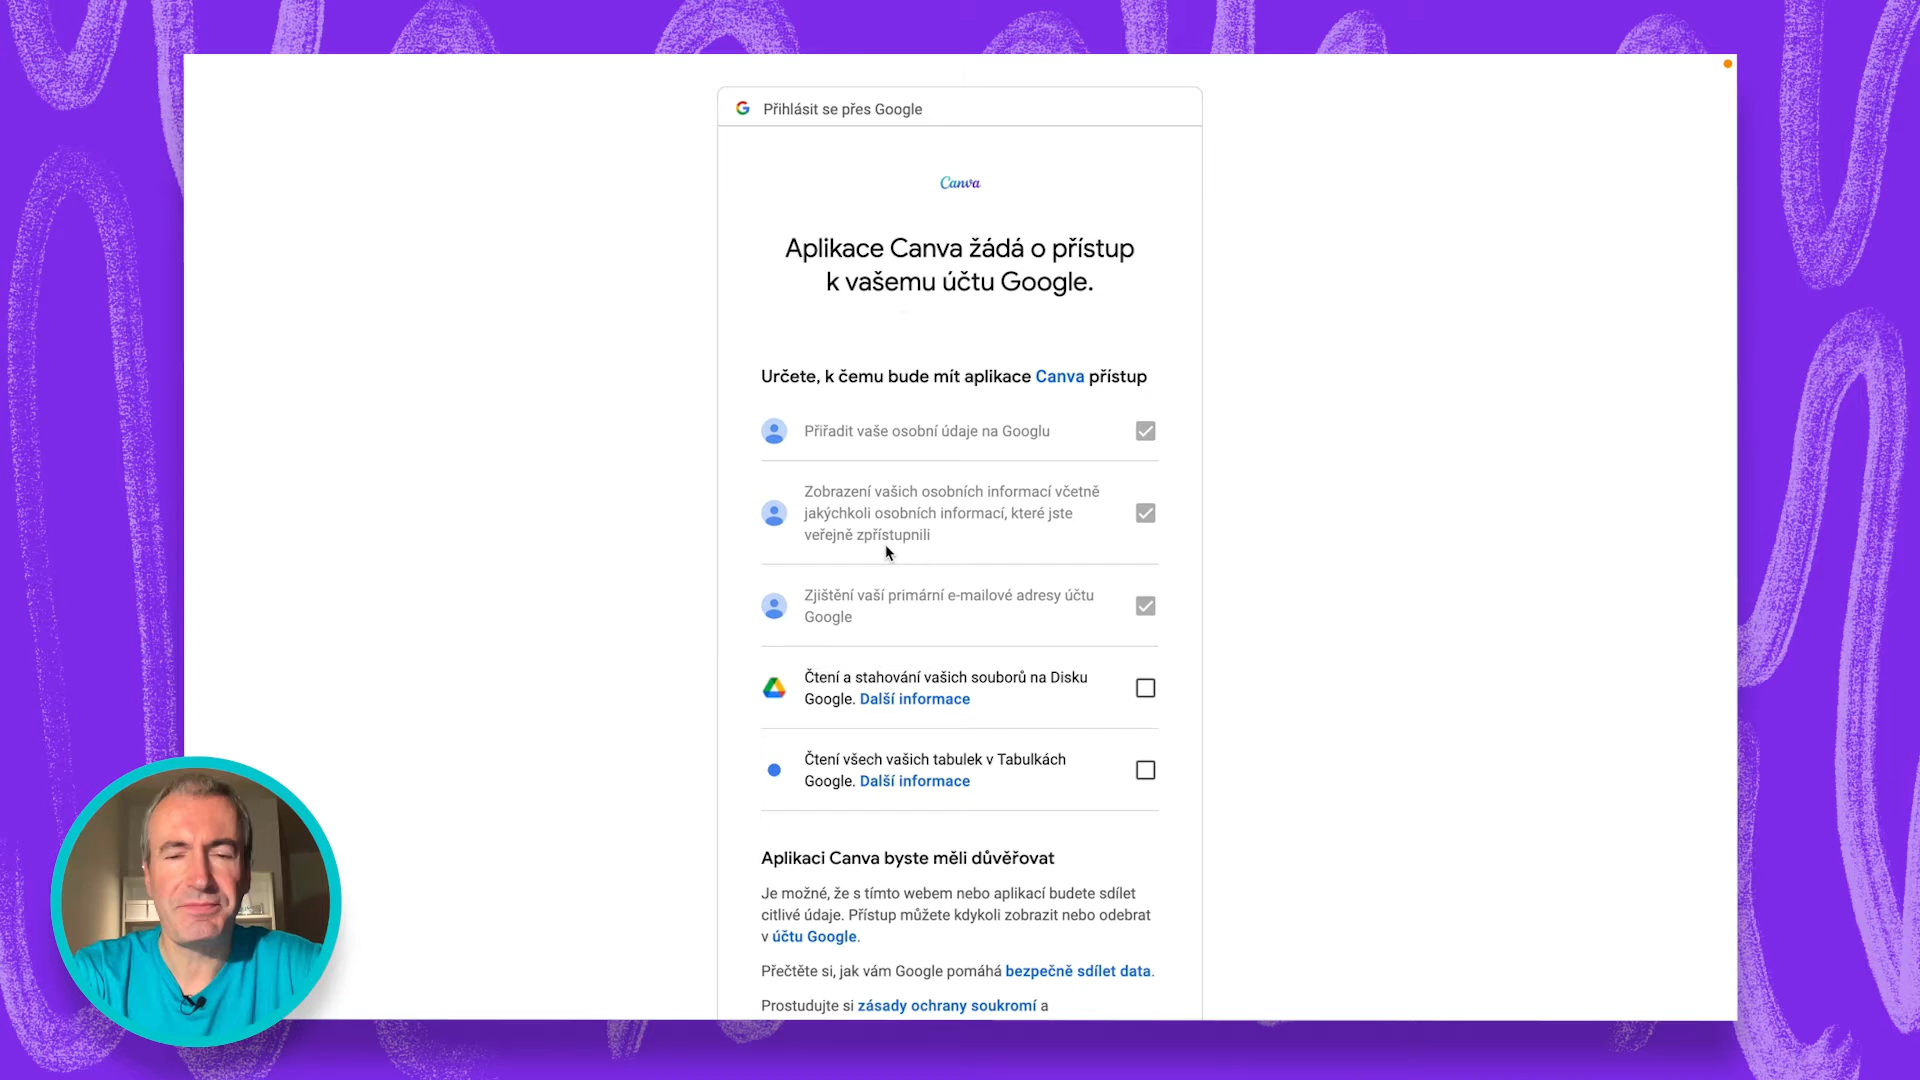 Přihlásit se přes Google
Canva
Aplikace Canva žádá o přístup
k vašemu účtu Google.
Určete, k čemu bude mít aplikace Canva přístup
Přiřadit vaše osobní údaje na Googlu
Zobrazení vašich osobních informací včetně
jakýchkoli osobních informací, které jste
veřejně zpřístupnili
Zjištění vaší primární e-mailové adresy účtu
Google
Čtení a stahování vašich souborů na Disku
Google. Další informace
Čtení všech vašich tabulek v Tabulkách
Google. Další informace
Aplikaci Canva byste měli důvěřovat
Je možné, že s tímto webem nebo aplikací budete sdílet
citlivé údaje. Přístup můžete kdykoli zobrazit nebo odebrat
v účtu Google.
Přečtěte si, jak vám Google pomáhá bezpečně sdílet data.
Prostudujte si zásady ochrany soukromí a